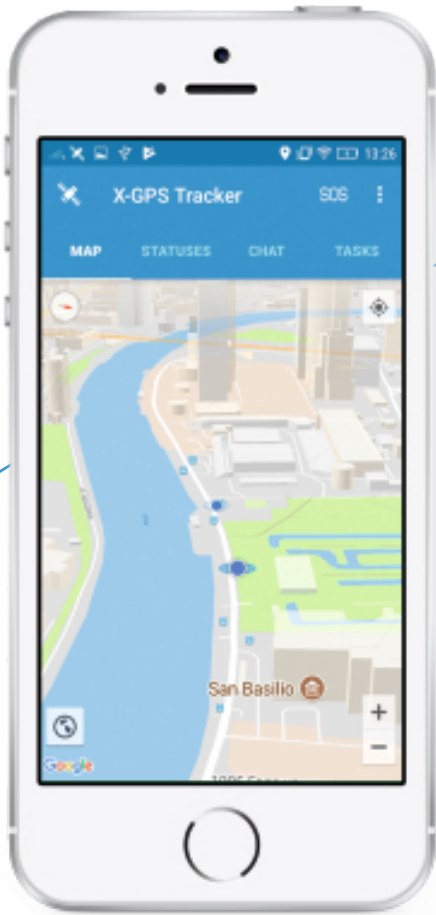 13:26
X-GPS Tracker SOS
MAP STATUSES CHAT TASKS
San Basilio
+
−
Google